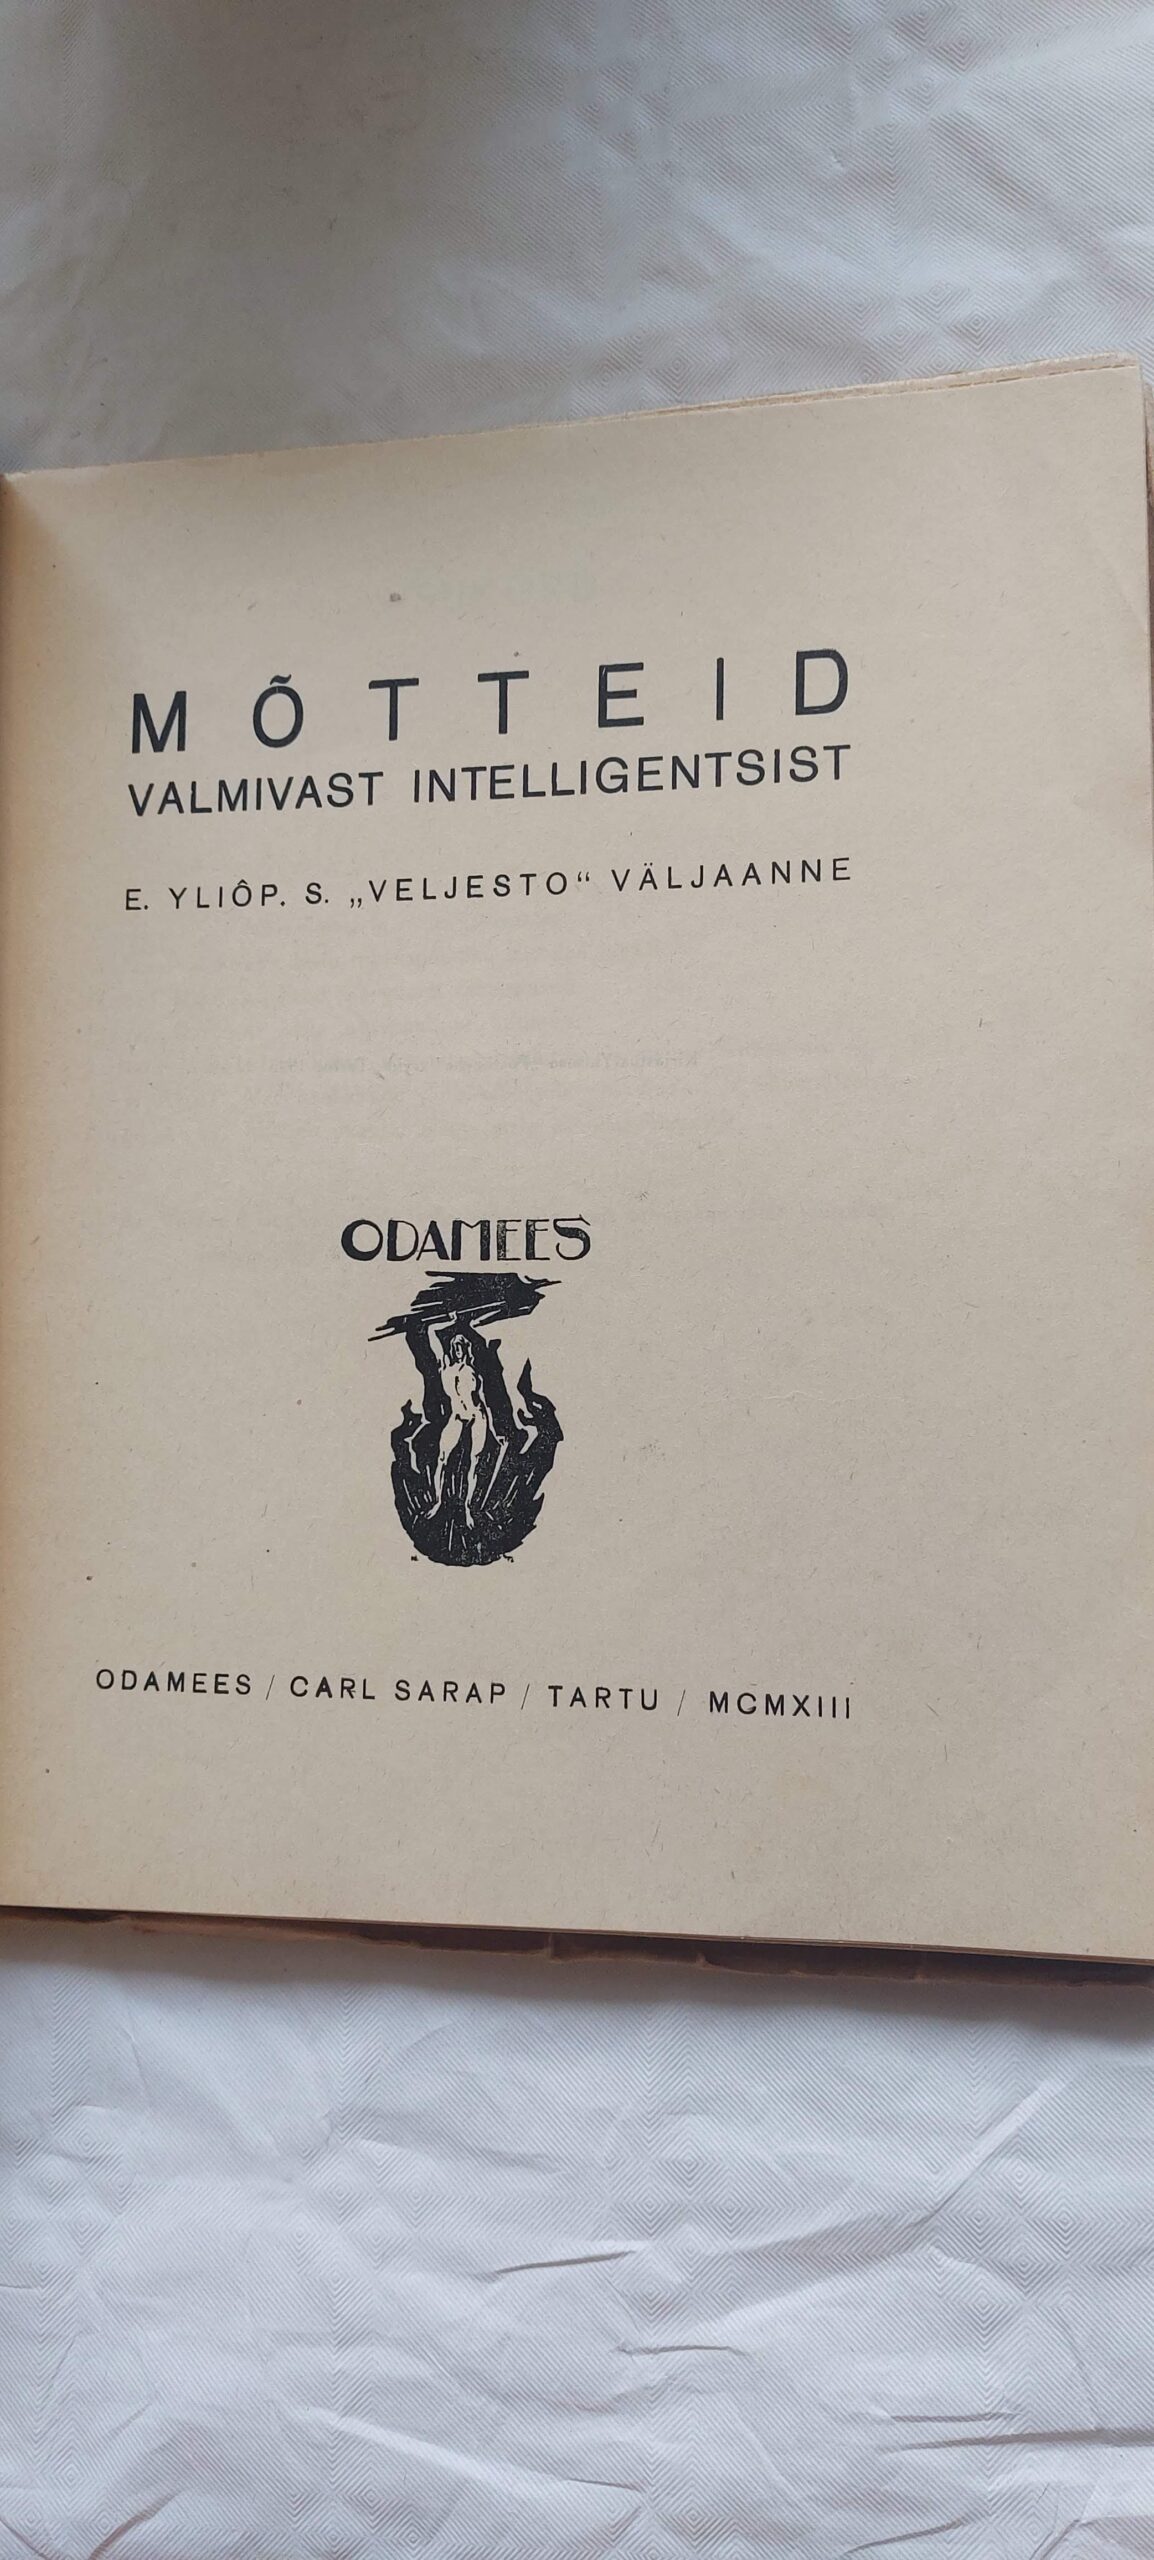 MÕTTEID
VALMIVAST INTELLIGENTSIST
E. YLIÔP. S. „VELJESTO“ VÄLJAANNE
ODAMEES
ODAMEES / CARL SARAP / TARTU / MCMXIII